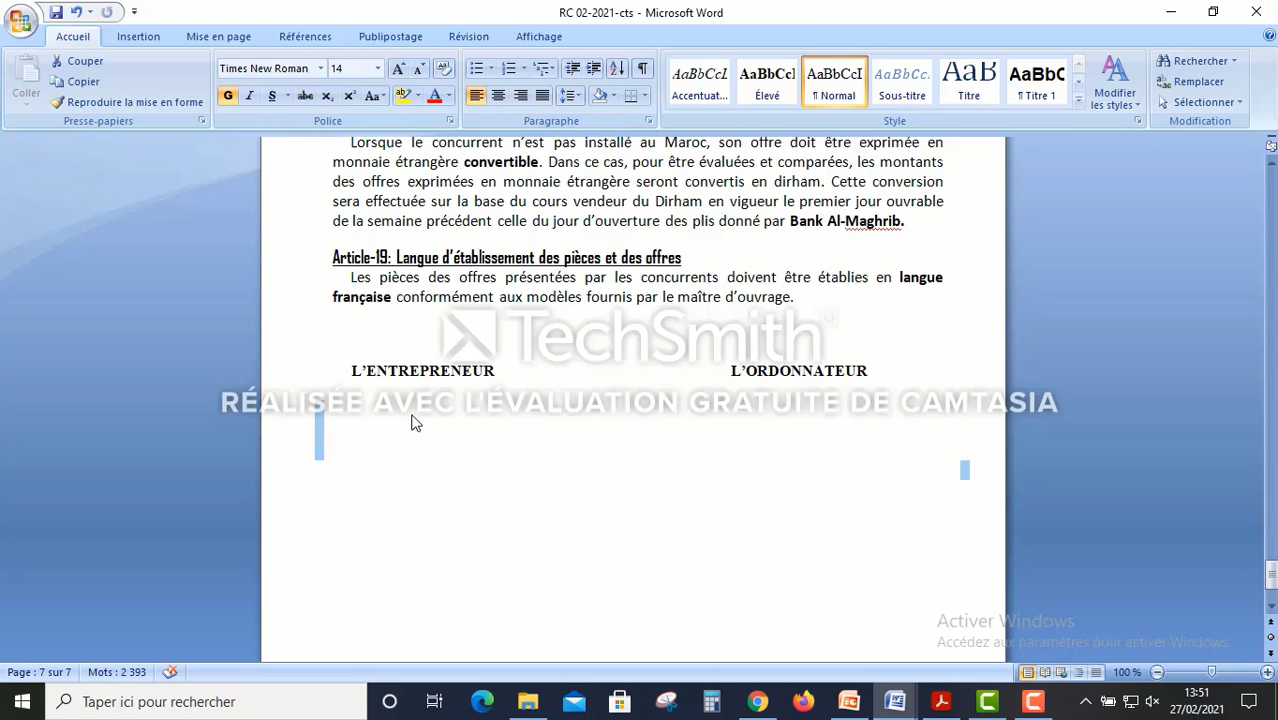 RC 02-2021-cts - Microsoft Word
Accueil Insertion Mise en page Références Publipostage Révision Affichage
Coller
Couper
Copier
Reproduire la mise en forme
Presse-papiers
Times New Roman 14
G I S abc x₂ x² Aa
Police
Paragraphe
AaBbCcI AaBbCcI AaBbCcI AaBbCc. AaB AaBbC
Accentuat... Élevé ¶ Normal Sous-titre Titre ¶ Titre 1
Modifier
les styles
Style
Rechercher
Remplacer
Sélectionner
Modification
Lorsque le concurrent n’est pas installé au Maroc, son offre doit être exprimée en
monnaie étrangère convertible. Dans ce cas, pour être évaluées et comparées, les montants
des offres exprimées en monnaie étrangère seront convertis en dirham. Cette conversion
sera effectuée sur la base du cours vendeur du Dirham en vigueur le premier jour ouvrable
de la semaine précédent celle du jour d’ouverture des plis donné par Bank Al-Maghrib.
Article-19: Langue d’établissement des pièces et des offres
Les pièces des offres présentées par les concurrents doivent être établies en langue
française conformément aux modèles fournis par le maître d’ouvrage.
TechSmith®
L’ENTREPRENEUR L’ORDONNATEUR
RÉALISÉE AVEC L'ÉVALUATION GRATUITE DE CAMTASIA
Activer Windows
Accédez aux paramètres pour activer Windows.
Page : 7 sur 7 Mots : 2 393 100 %
Taper ici pour rechercher
13:51
27/02/2021